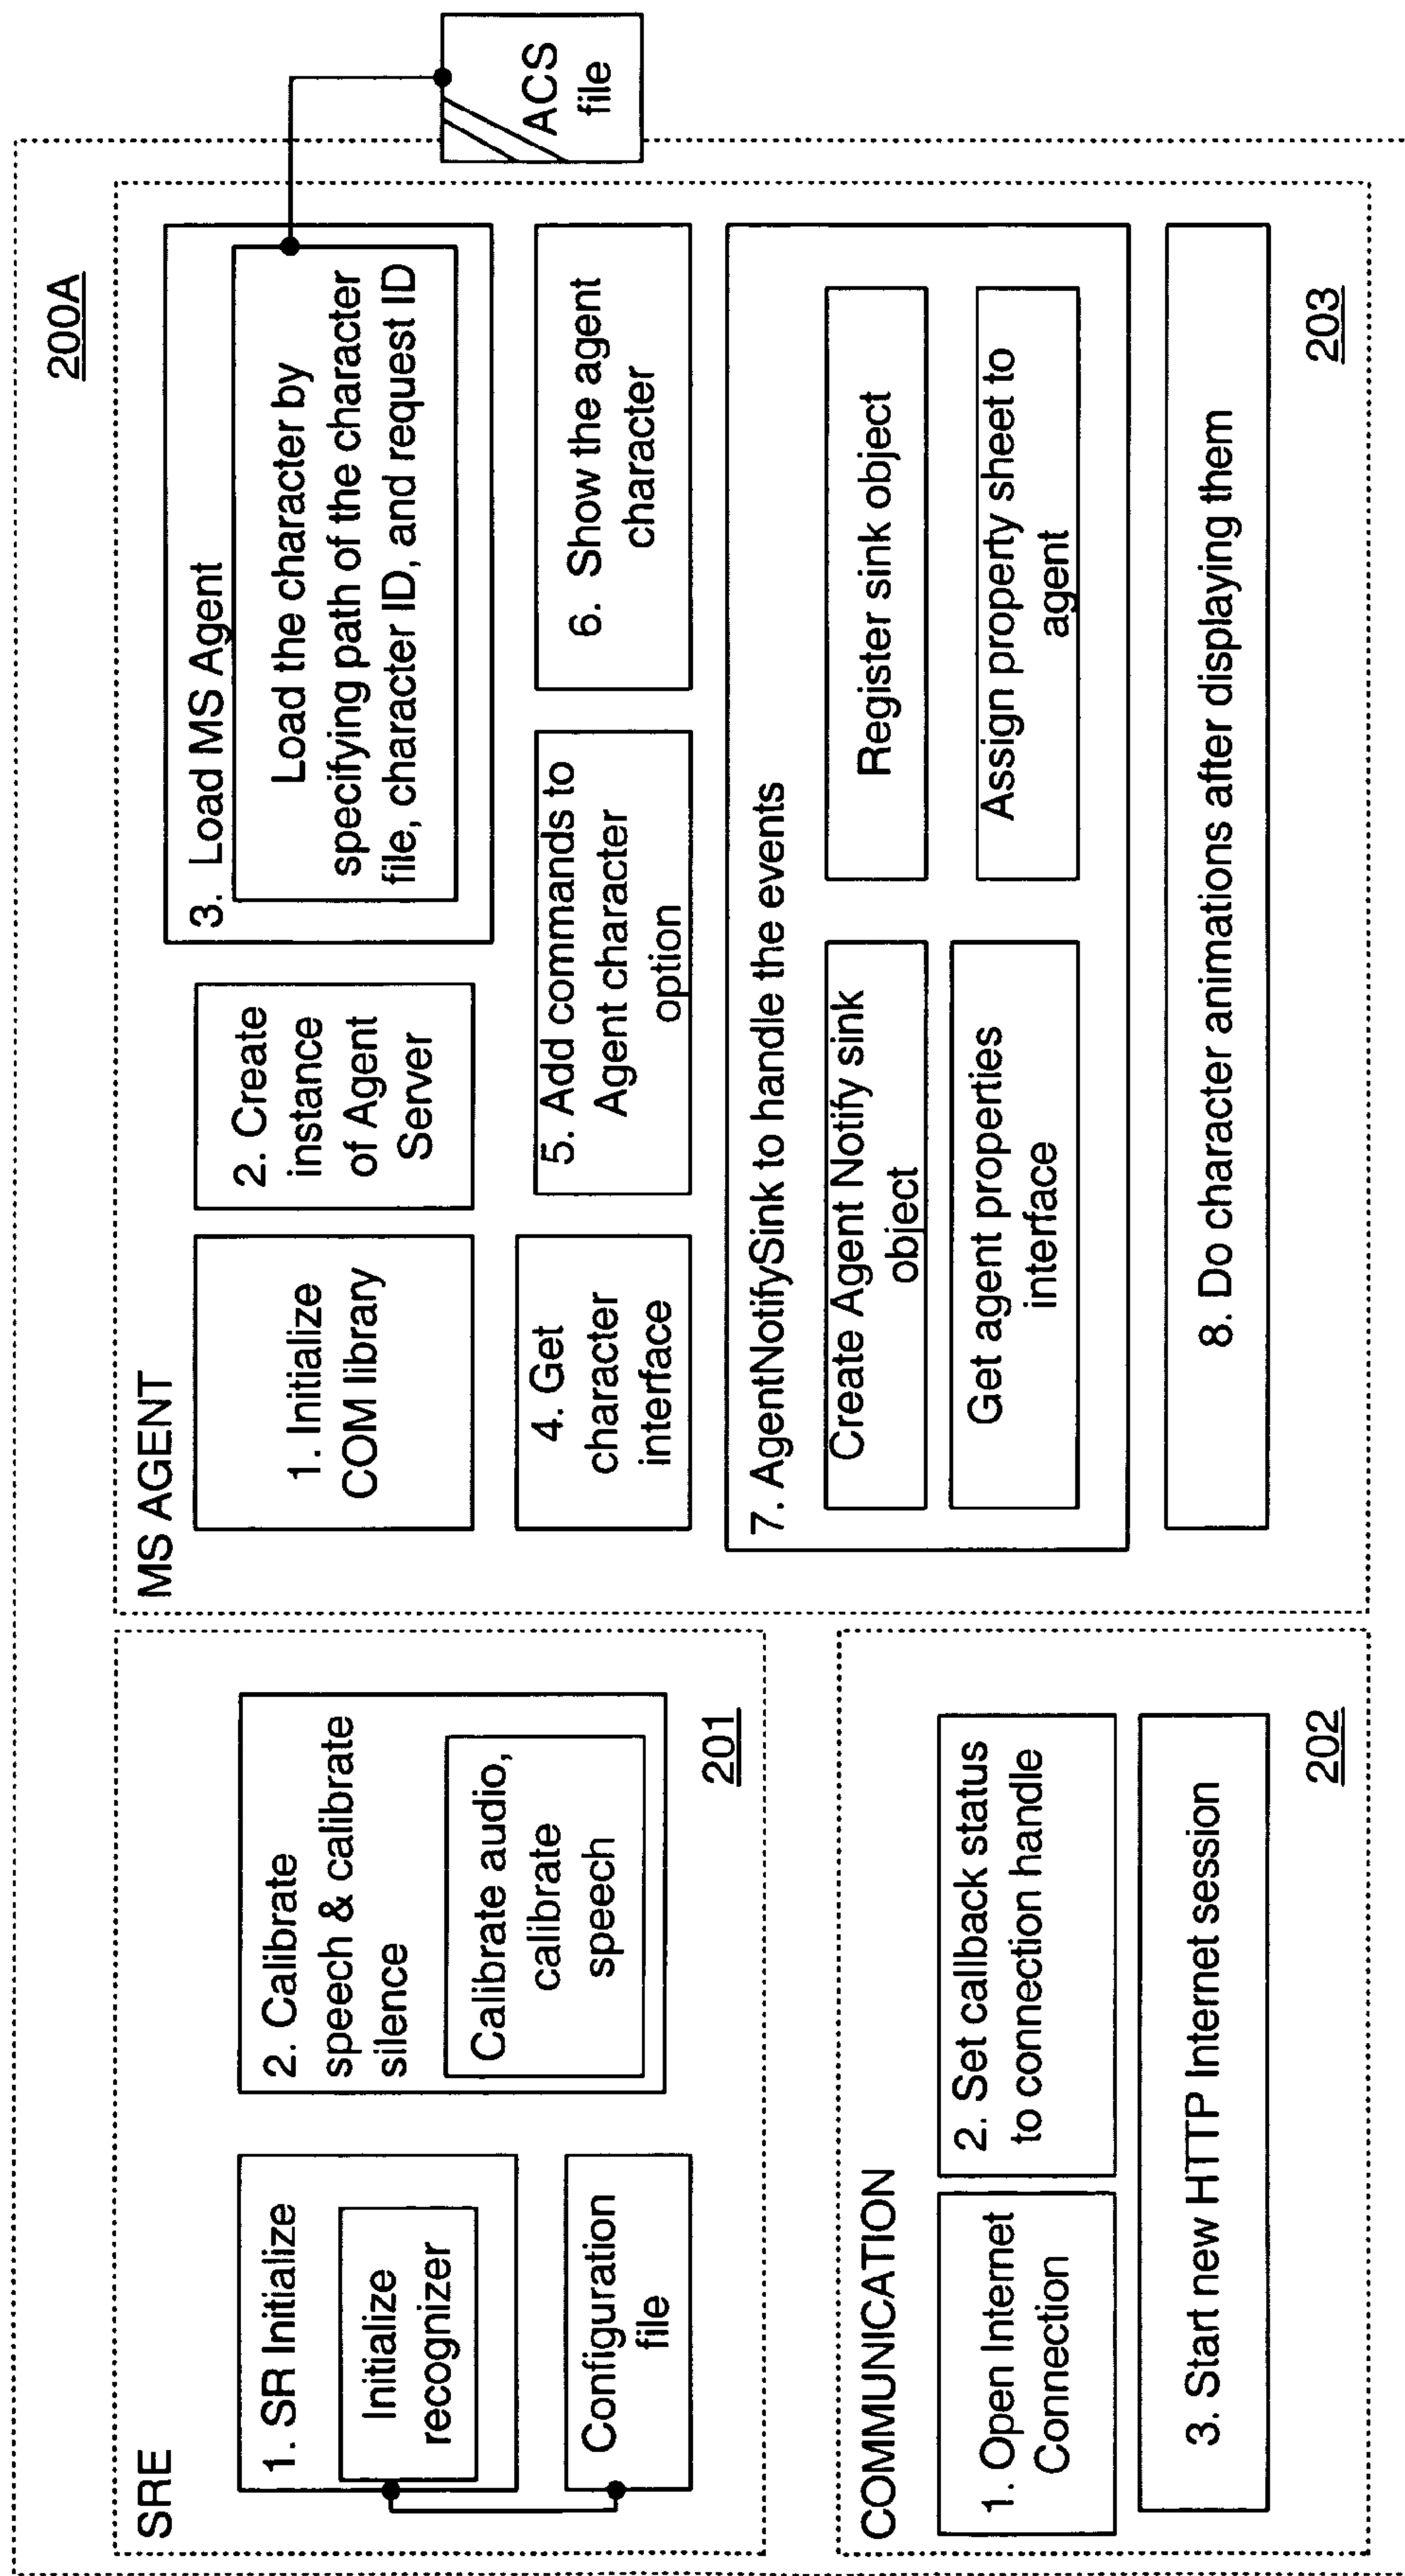 200A
SRE
1. SR Initialize
Initialize
recognizer
Configuration
file
2. Calibrate
speech & calibrate
silence
Calibrate audio,
calibrate
speech
201
COMMUNICATION
1. Open Internet
Connection
2. Set callback status
to connection handle
3. Start new HTTP Internet session
202
MS AGENT
1. Initialize
COM library
2. Create
instance
of Agent
Server
3. Load MS Agent
Load the character by
specifying path of the character
file, character ID, and request ID
ACS
file
4. Get
character
interface
5. Add commands to
Agent character
option
6. Show the agent
character
7. AgentNotifySink to handle the events
Create Agent Notify sink
object
Register sink object
Get agent properties
interface
Assign property sheet to
agent
8. Do character animations after displaying them
203